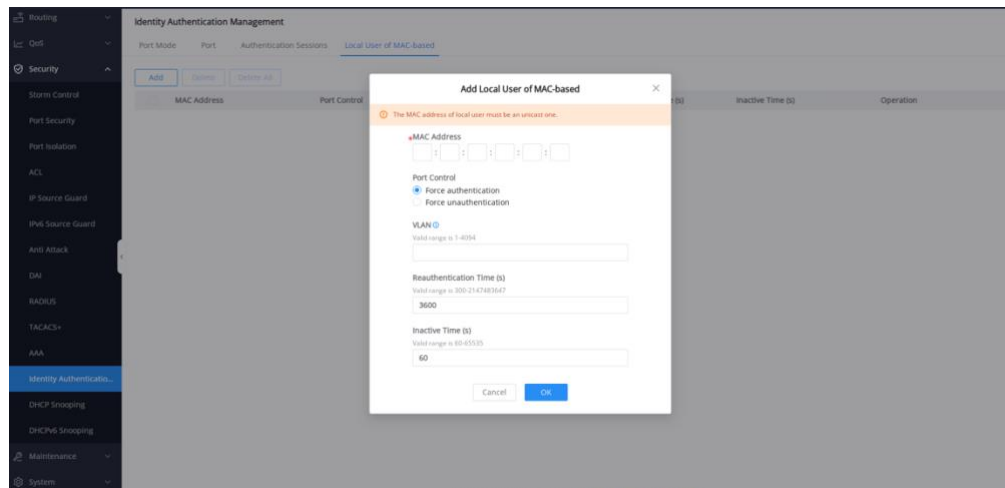 Routing
Identity Authentication Management
QoS
Port Mode Port Authentication Sessions Local User of MAC-based
Security
Add Delete Delete All
Storm Control
Add Local User of MAC-based
MAC Address Port Control (s) Inactive Time (s) Operation
The MAC address of local user must be an unicast one.
Port Security
*MAC Address
: : : : :
Port Isolation
ACL
Port Control
Force authentication
Force unauthentication
IP Source Guard
IPv6 Source Guard
VLAN
Valid range is 1-4094
Anti Attack
DAI
Reauthentication Time (s)
Valid range is 300-2147483647
3600
RADIUS
TACACS+
Inactive Time (s)
Valid range is 60-65535
60
AAA
Identity Authenticatio...
Cancel OK
DHCP Snooping
DHCPv6 Snooping
Maintenance
System